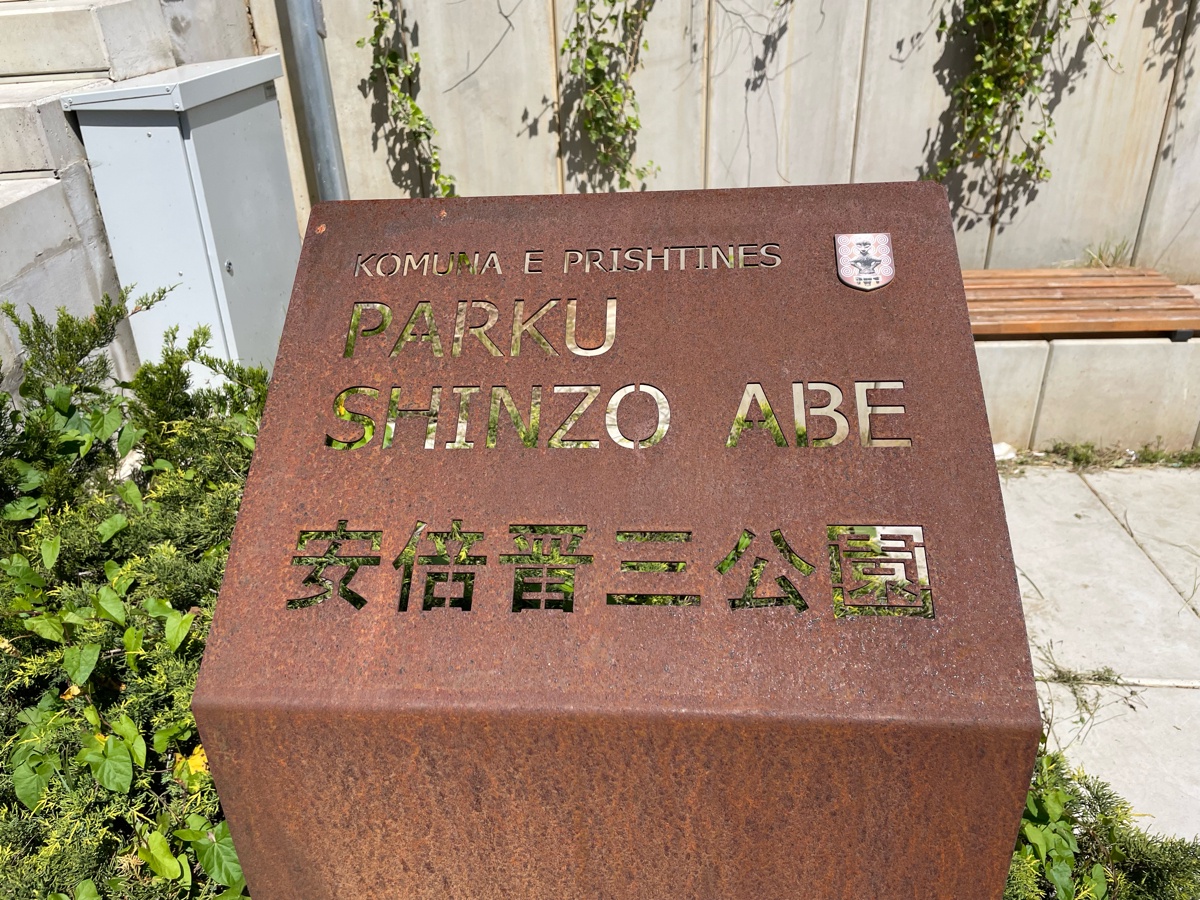 KOMUNA E PRISHTINES
PARKU
SHINZO ABE
安倍晋三公園